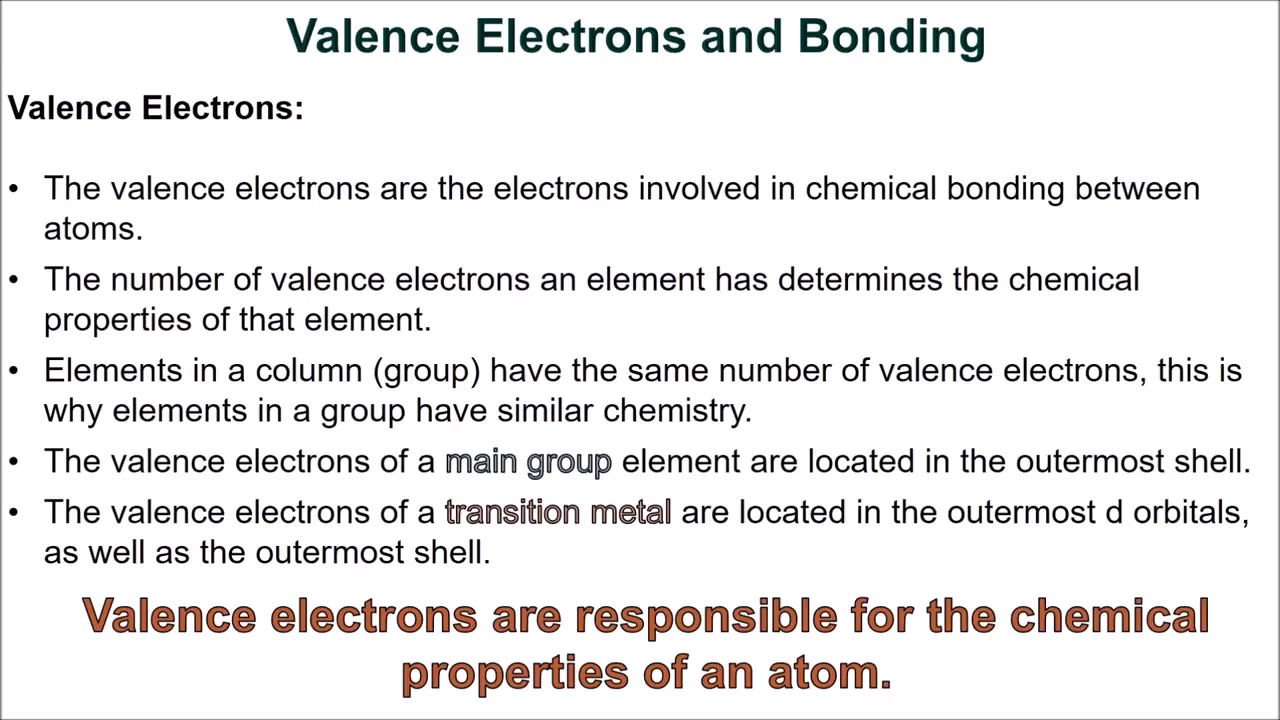 Valence Electrons and Bonding
Valence Electrons:
• The valence electrons are the electrons involved in chemical bonding between
atoms.
• The number of valence electrons an element has determines the chemical
properties of that element.
• Elements in a column (group) have the same number of valence electrons, this is
why elements in a group have similar chemistry.
• The valence electrons of a main group element are located in the outermost shell.
• The valence electrons of a transition metal are located in the outermost d orbitals,
as well as the outermost shell.
Valence electrons are responsible for the chemical
properties of an atom.